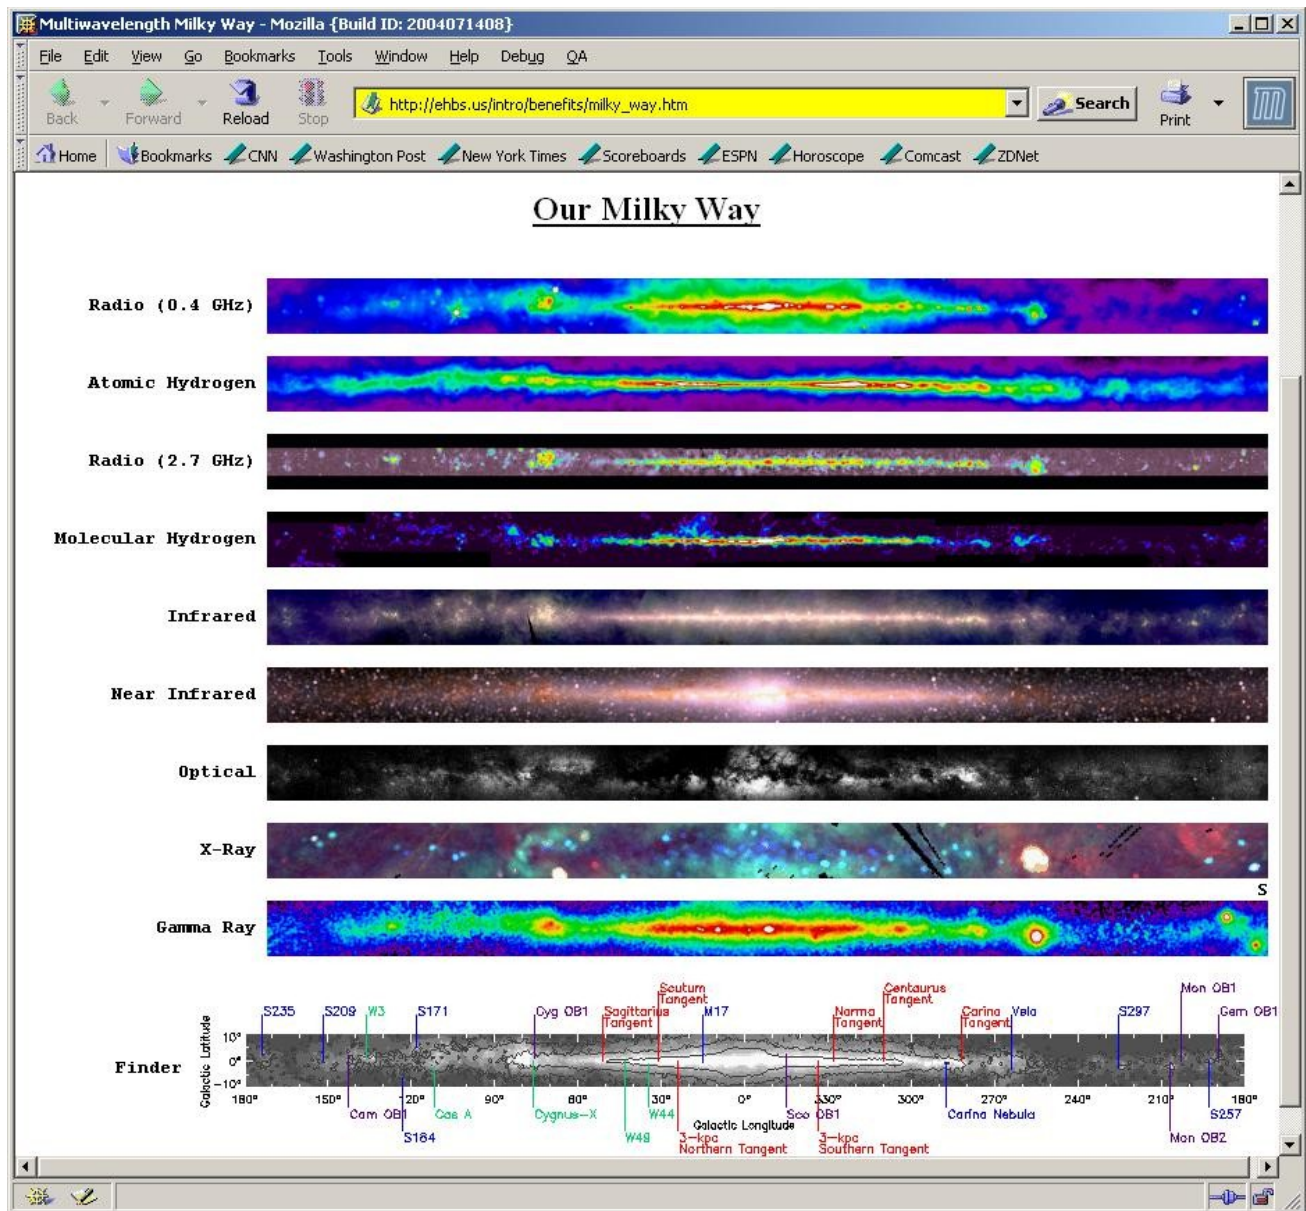 Multiwavelength Milky Way - Mozilla {Build ID: 2004071408}
File Edit View Go Bookmarks Tools Window Help Debug QA
Back Forward Reload Stop http://ehbs.us/intro/benefits/milky_way.htm Search Print
Home Bookmarks CNN Washington Post New York Times Scoreboards ESPN Horoscope Comcast ZDNet
Our Milky Way
Radio (0.4 GHz)
Atomic Hydrogen
Radio (2.7 GHz)
Molecular Hydrogen
Infrared
Near Infrared
Optical
X-Ray
S
Gamma Ray
Scutum Tangent
Centaurus Tangent
Mon OB1
S235 S209 W3 S171 Cyg OB1 Sagittarius Tangent M17 Norma Tangent Carina Tangent Vela S297 Gem OB1
Finder
Galactic Latitude
10°
0°
-10°
180° 150° 120° 90° 60° 30° 0° 330° 300° 270° 240° 210° 180°
Cam OB1 Cas A Cygnus-X W44 Sco OB1 Carina Nebula S257
Galactic Longitude
S184 W49 3-kpc Northern Tangent 3-kpc Southern Tangent Mon OB2